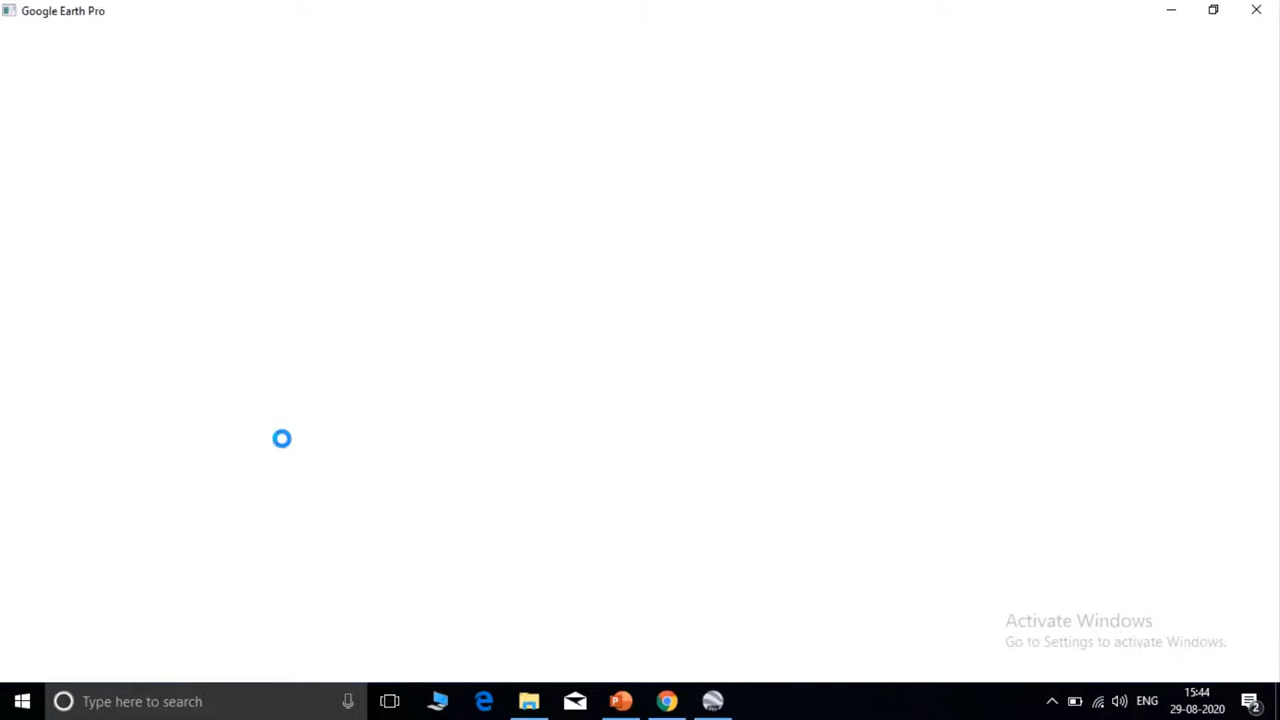 Google Earth Pro
Activate Windows
Go to Settings to activate Windows.
Type here to search
ENG
15:44
29-08-2020
2